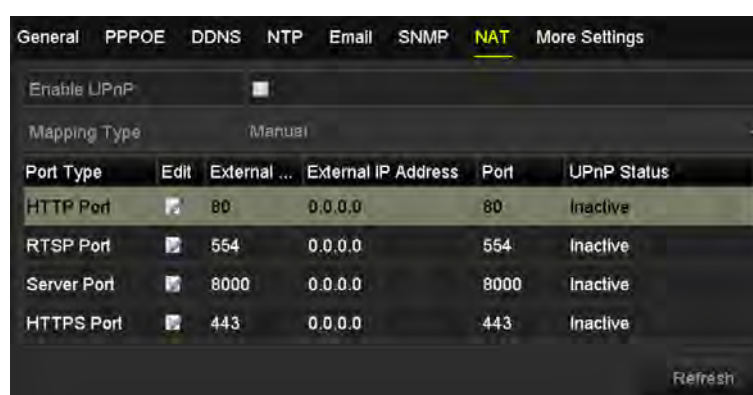 General PPPOE DDNS NTP Email SNMP NAT More Settings
Enable UPnP
Mapping Type Manual
Port Type Edit External ... External IP Address Port UPnP Status
HTTP Port 80 0.0.0.0 80 Inactive
RTSP Port 554 0.0.0.0 554 Inactive
Server Port 8000 0.0.0.0 8000 Inactive
HTTPS Port 443 0.0.0.0 443 Inactive
Refresh